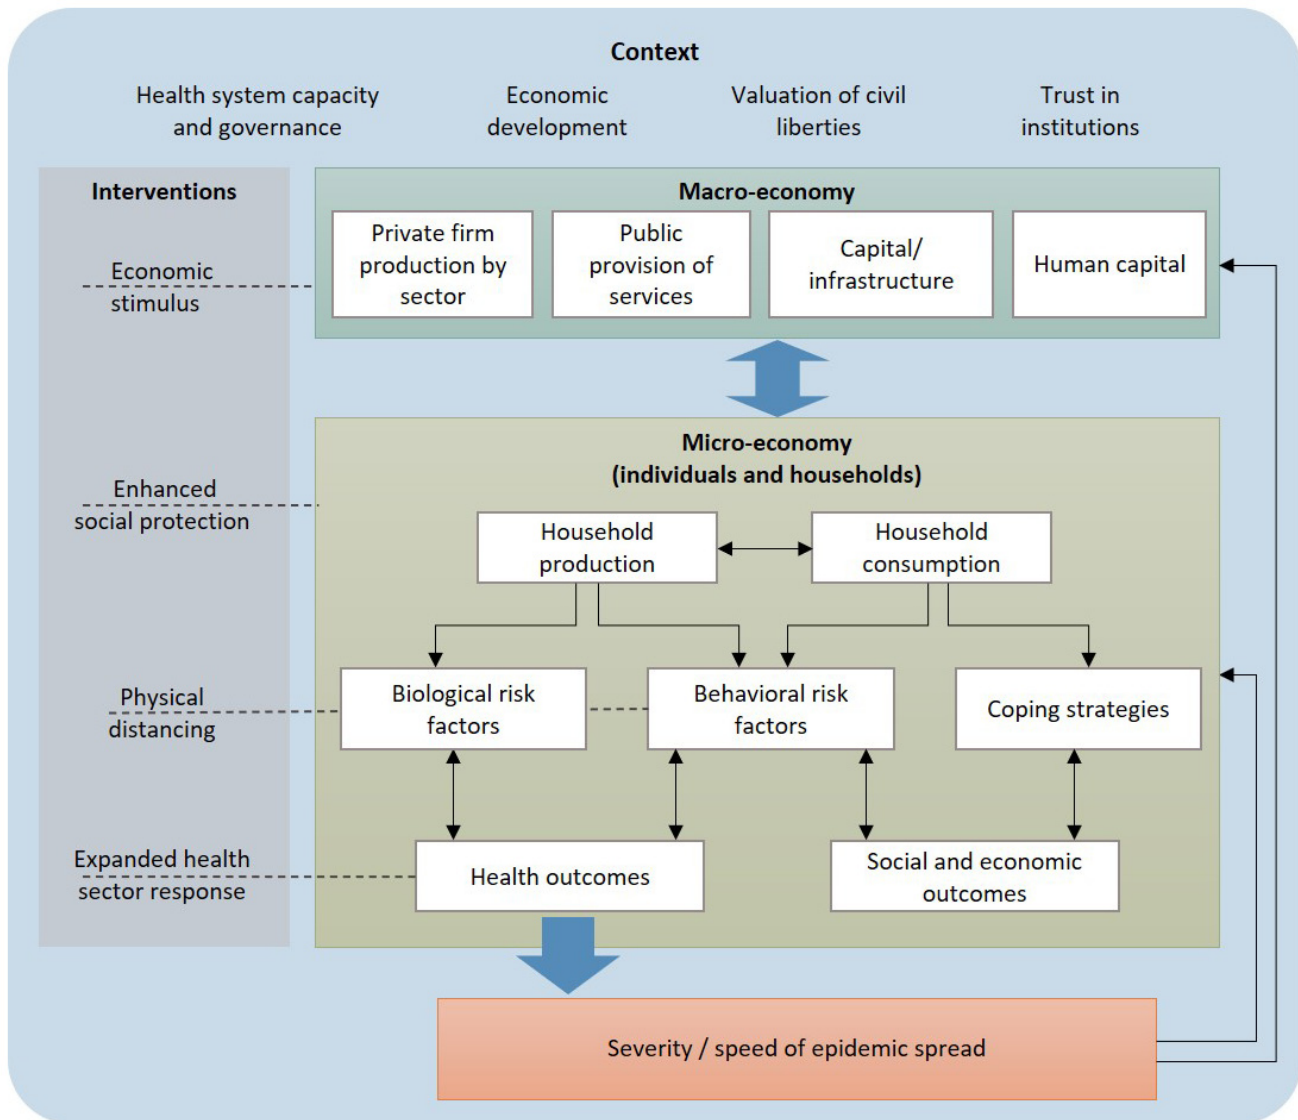 Context
Health system capacity
and governance
Economic
development
Valuation of civil
liberties
Trust in
institutions
Interventions
Economic
stimulus
Enhanced
social protection
Physical
distancing
Expanded health
sector response
Macro-economy
Private firm
production by
sector
Public
provision of
services
Capital/
infrastructure
Human capital
Micro-economy
(individuals and households)
Household
production
Household
consumption
Biological risk
factors
Behavioral risk
factors
Coping strategies
Health outcomes
Social and economic
outcomes
Severity / speed of epidemic spread